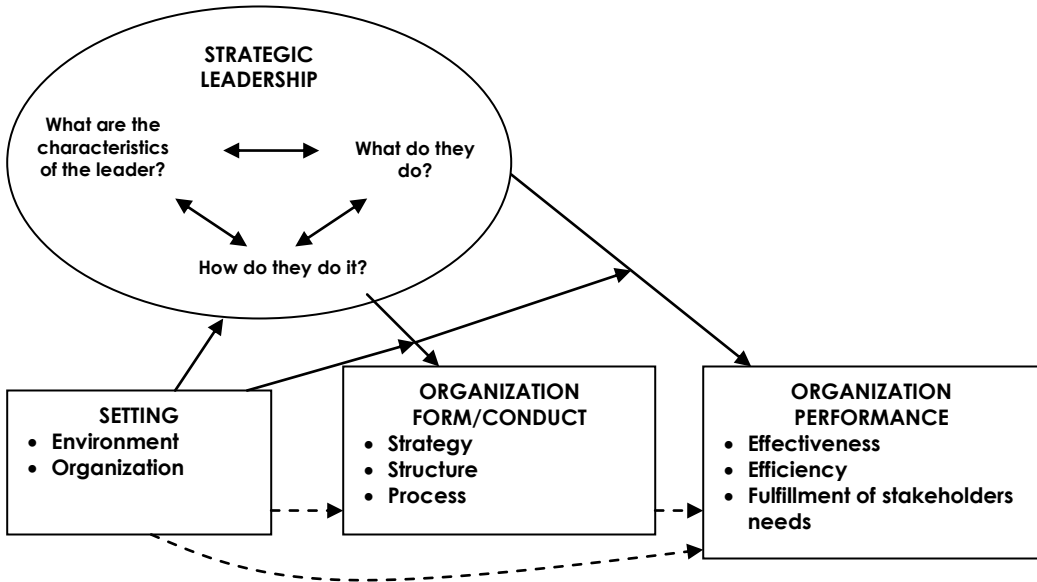 STRATEGIC
LEADERSHIP
What are the
characteristics
of the leader?
What do they
do?
How do they do it?
SETTING
• Environment
• Organization
ORGANIZATION
FORM/CONDUCT
• Strategy
• Structure
• Process
ORGANIZATION
PERFORMANCE
• Effectiveness
• Efficiency
• Fulfillment of stakeholders
needs